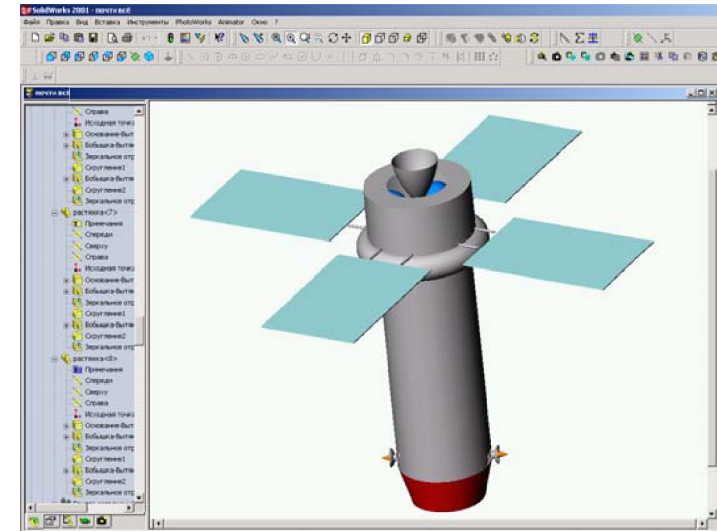 SolidWorks 2001 - почти всё
Файл Правка Вид Вставка Инструменты PhotoWorks Animator Окно ?
почти всё
Справа
Исходная точка
Основание-Выт
Бобышка-Вытя
Зеркальное отр
Скругление1
Бобышка-Вытя
Скругление2
Зеркальное отр
растяжка<7>
Примечания
Спереди
Сверху
Справа
Исходная точка
Основание-Выт
Бобышка-Вытя
Зеркальное отр
Скругление1
Бобышка-Вытя
Скругление2
Зеркальное отр
растяжка<8>
Примечания
Спереди
Сверху
Справа
Исходная точка
Основание-Выт
Бобышка-Вытя
Зеркальное отр
Скругление1
Бобышка-Вытя
Скругление2
Зеркальное отр